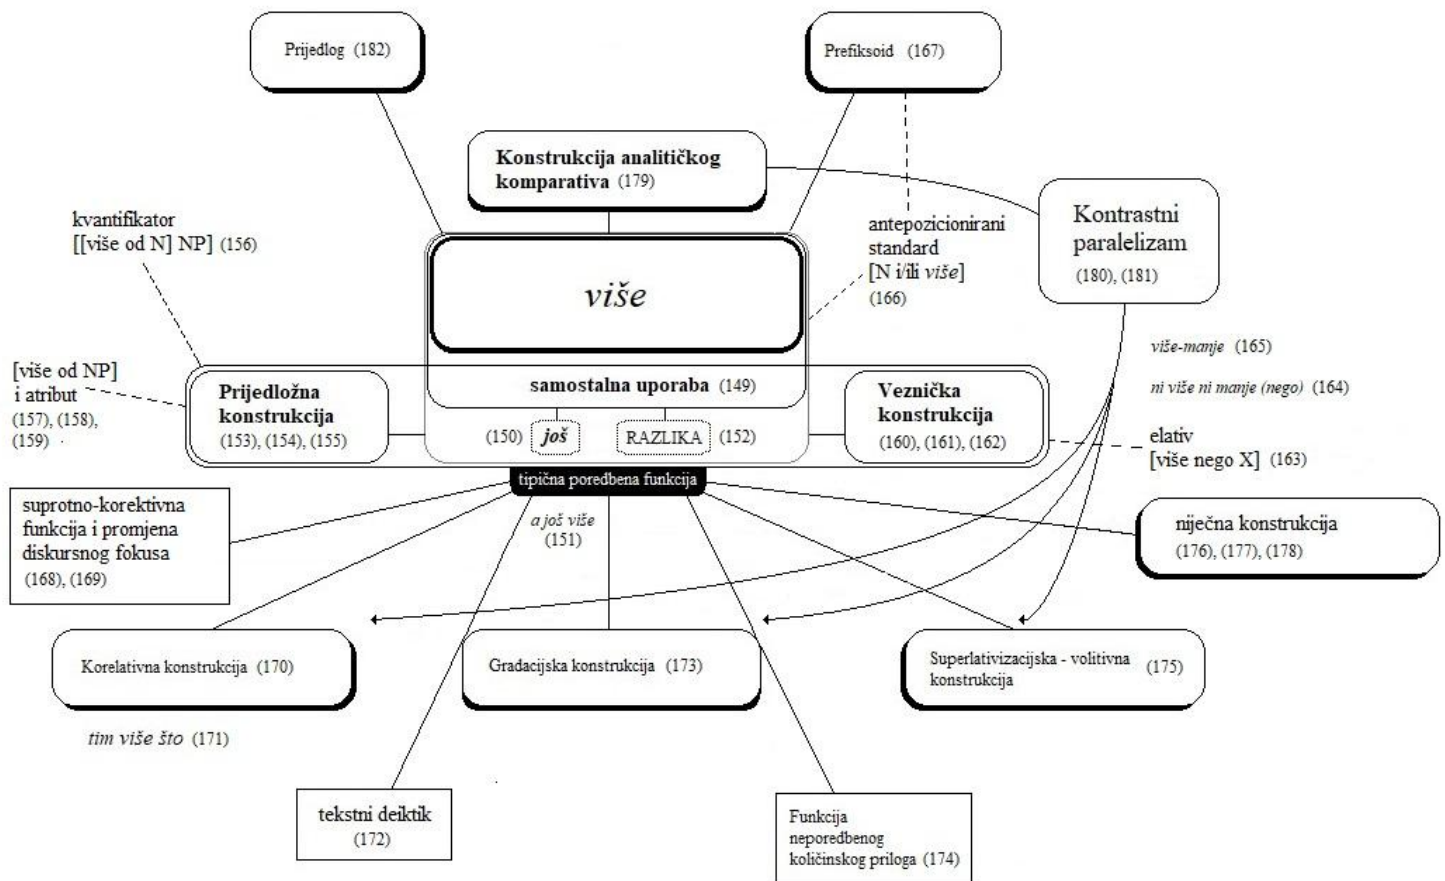 Prijedlog (182)
Prefiksoid (167)
Konstrukcija analitičkog
komparativa (179)
Kontrastni
paralelizam
(180), (181)
kvantifikator
[[više od N] NP] (156)
antepozicionirani
standard
[N i/ili više]
(166)
više
više-manje (165)
ni više ni manje (nego) (164)
[više od NP]
i atribut
(157), (158),
(159)
Prijedložna
konstrukcija
(153), (154), (155)
samostalna uporaba (149)
(150) još RAZLIKA (152)
Veznička
konstrukcija
(160), (161), (162)
elativ
[više nego X] (163)
tipična poredbena funkcija
suprotno-korektivna
funkcija i promjena
diskursnog fokusa
(168), (169)
a još više
(151)
niječna konstrukcija
(176), (177), (178)
Korelativna konstrukcija (170)
Gradacijska konstrukcija (173)
Superlativizacijska - volitivna
konstrukcija (175)
tim više što (171)
tekstni deiktik
(172)
Funkcija
neporedbenog
količinskog priloga (174)